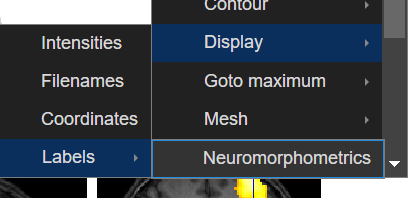 Contour
Intensities
Display
Filenames
Goto maximum
Coordinates
Mesh
Labels
Neuromorphometrics